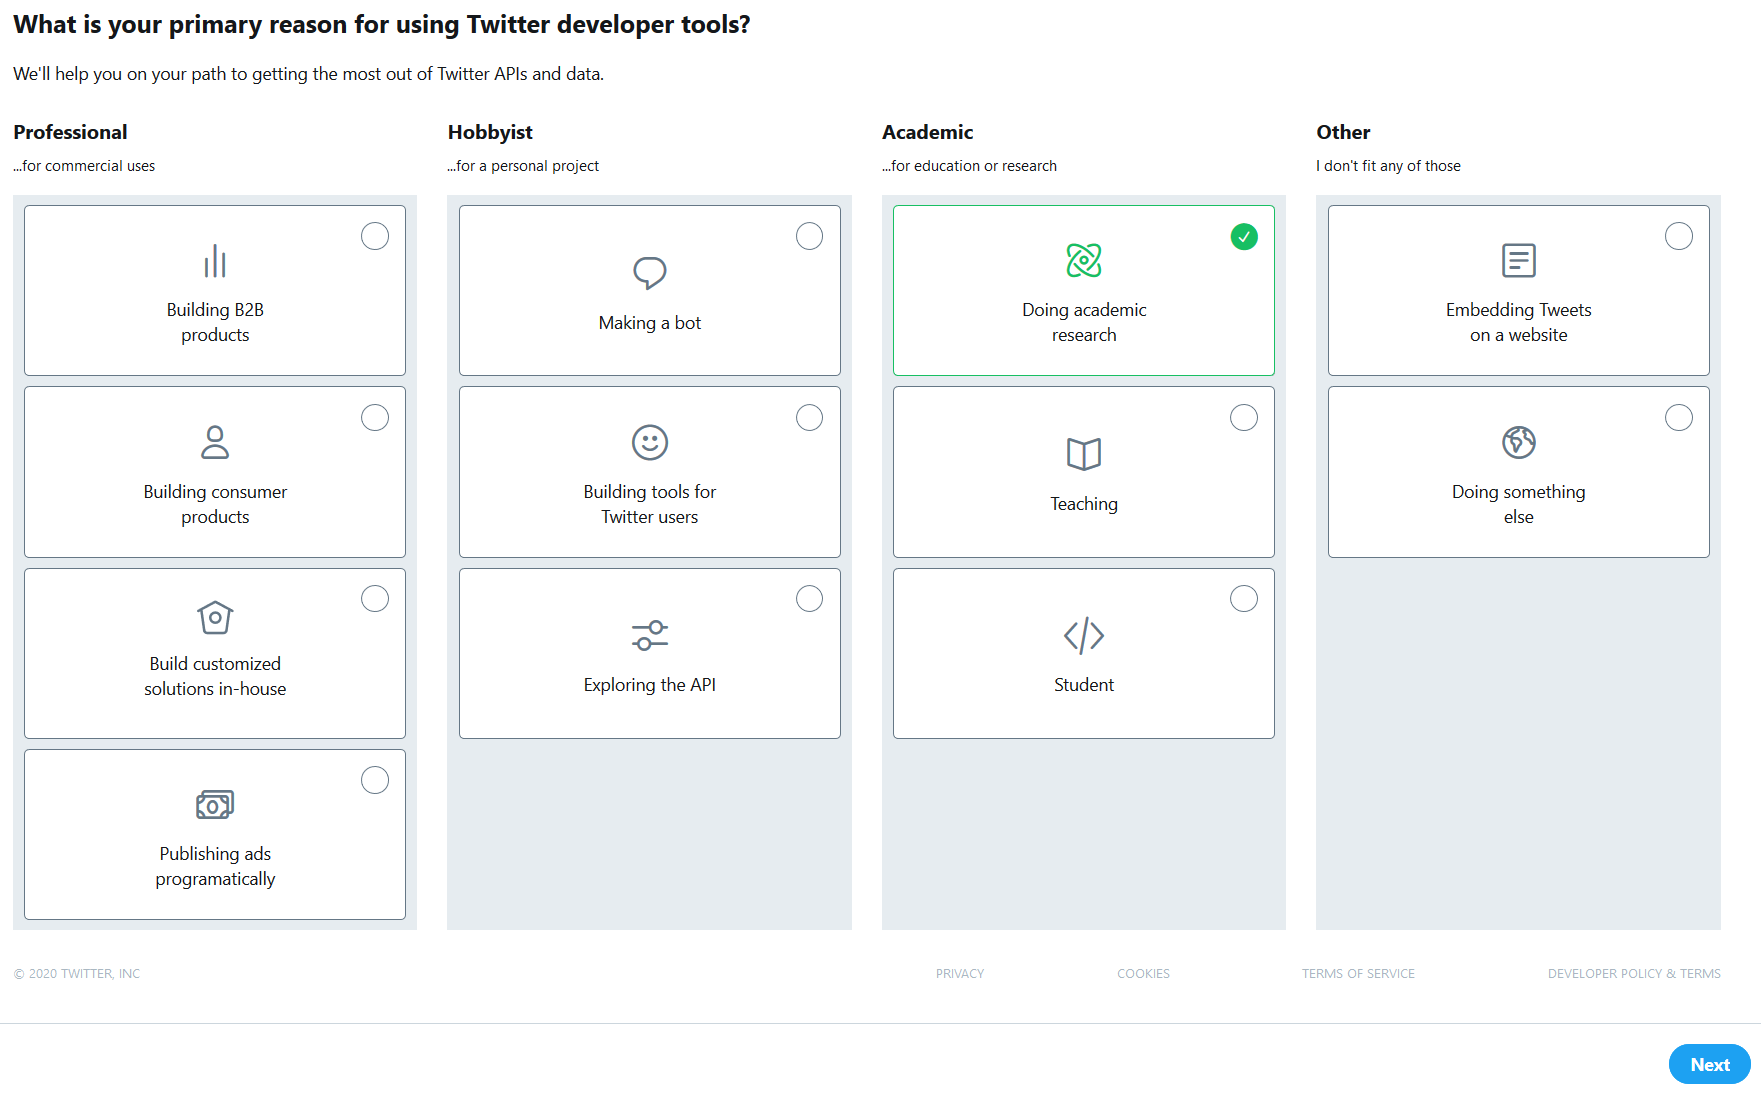 What is your primary reason for using Twitter developer tools?
We'll help you on your path to getting the most out of Twitter APIs and data.
Professional
...for commercial uses
Building B2B
products
Building consumer
products
Build customized
solutions in-house
Publishing ads
programatically
Hobbyist
...for a personal project
Making a bot
Building tools for
Twitter users
Exploring the API
Academic
...for education or research
Doing academic
research
Teaching
Student
Other
I don't fit any of those
Embedding Tweets
on a website
Doing something
else
© 2020 TWITTER, INC
PRIVACY
COOKIES
TERMS OF SERVICE
DEVELOPER POLICY & TERMS
Next